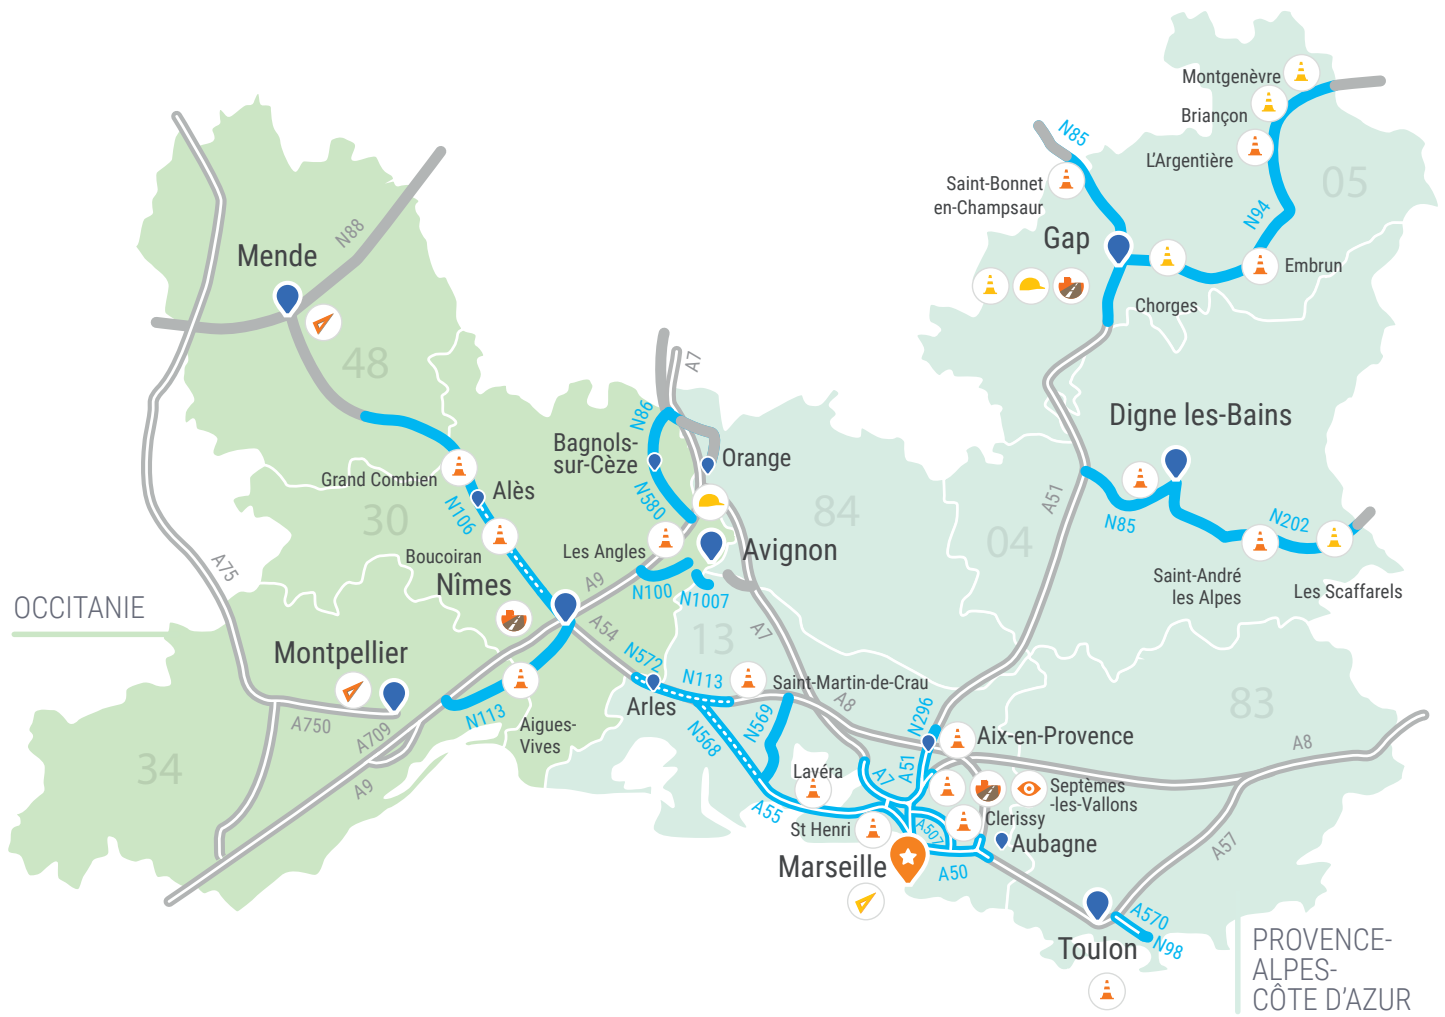 Montgenèvre
Briançon
L'Argentière
05
N85
Saint-Bonnet
en-Champsaur
N94
Gap
Embrun
Chorges
Mende
N88
48
A7
N86
Digne les-Bains
Bagnols-
sur-Cèze
Orange
Grand Combien
Alès
N106
30
N580
84
A51
N85
N202
04
Boucoiran
Les Angles
Avignon
Nîmes
A75
A9
N100
N1007
Saint-André
les Alpes
Les Scaffarels
OCCITANIE
A54
13
A7
Montpellier
N572
N113
Saint-Martin-de-Crau
Arles
A8
83
N113
Aigues-
Vives
A750
A709
N568
N569
N296
Aix-en-Provence
A8
34
A9
Lavéra
A7
A51
Septèmes
-les-Vallons
A55
St Henri
A507
Clerissy
Aubagne
A57
Marseille
A50
A570
N98
Toulon
PROVENCE-
ALPES-
CÔTE D'AZUR